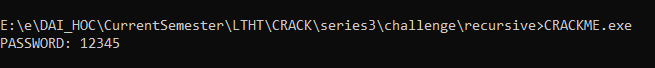 E:\e\DAI_HOC\CurrentSemester\LTHT\CRACK\series3\challenge\recursive>CRACKME.exe
PASSWORD: 12345